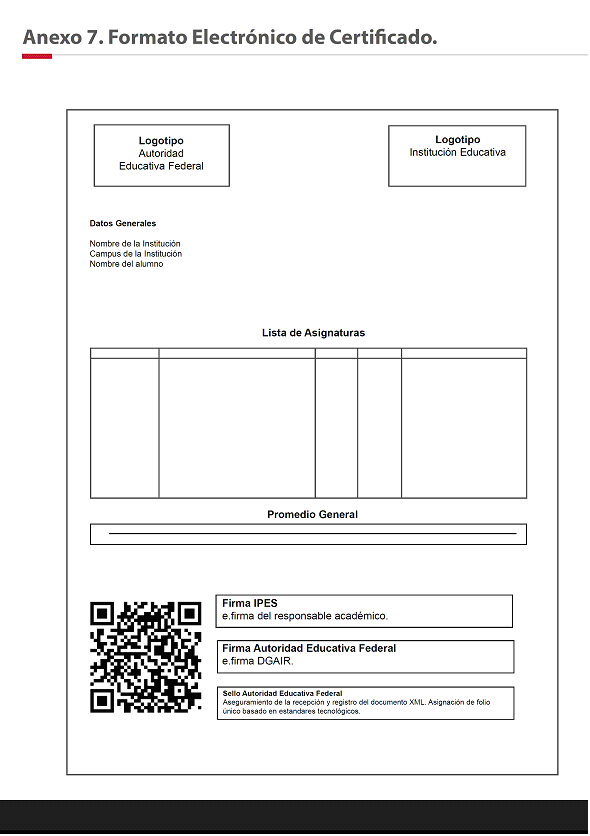 Anexo 7. Formato Electrónico de Certificado.
Logotipo
Autoridad
Educativa Federal
Logotipo
Institución Educativa
Datos Generales
Nombre de la Institución
Campus de la Institución
Nombre del alumno
Lista de Asignaturas
Promedio General
Firma IPES
e.firma del responsable académico.
Firma Autoridad Educativa Federal
e.firma DGAIR.
Sello Autoridad Educativa Federal
Aseguramiento de la recepción y registro del documento XML. Asignación de folio
único basado en estandares tecnológicos.